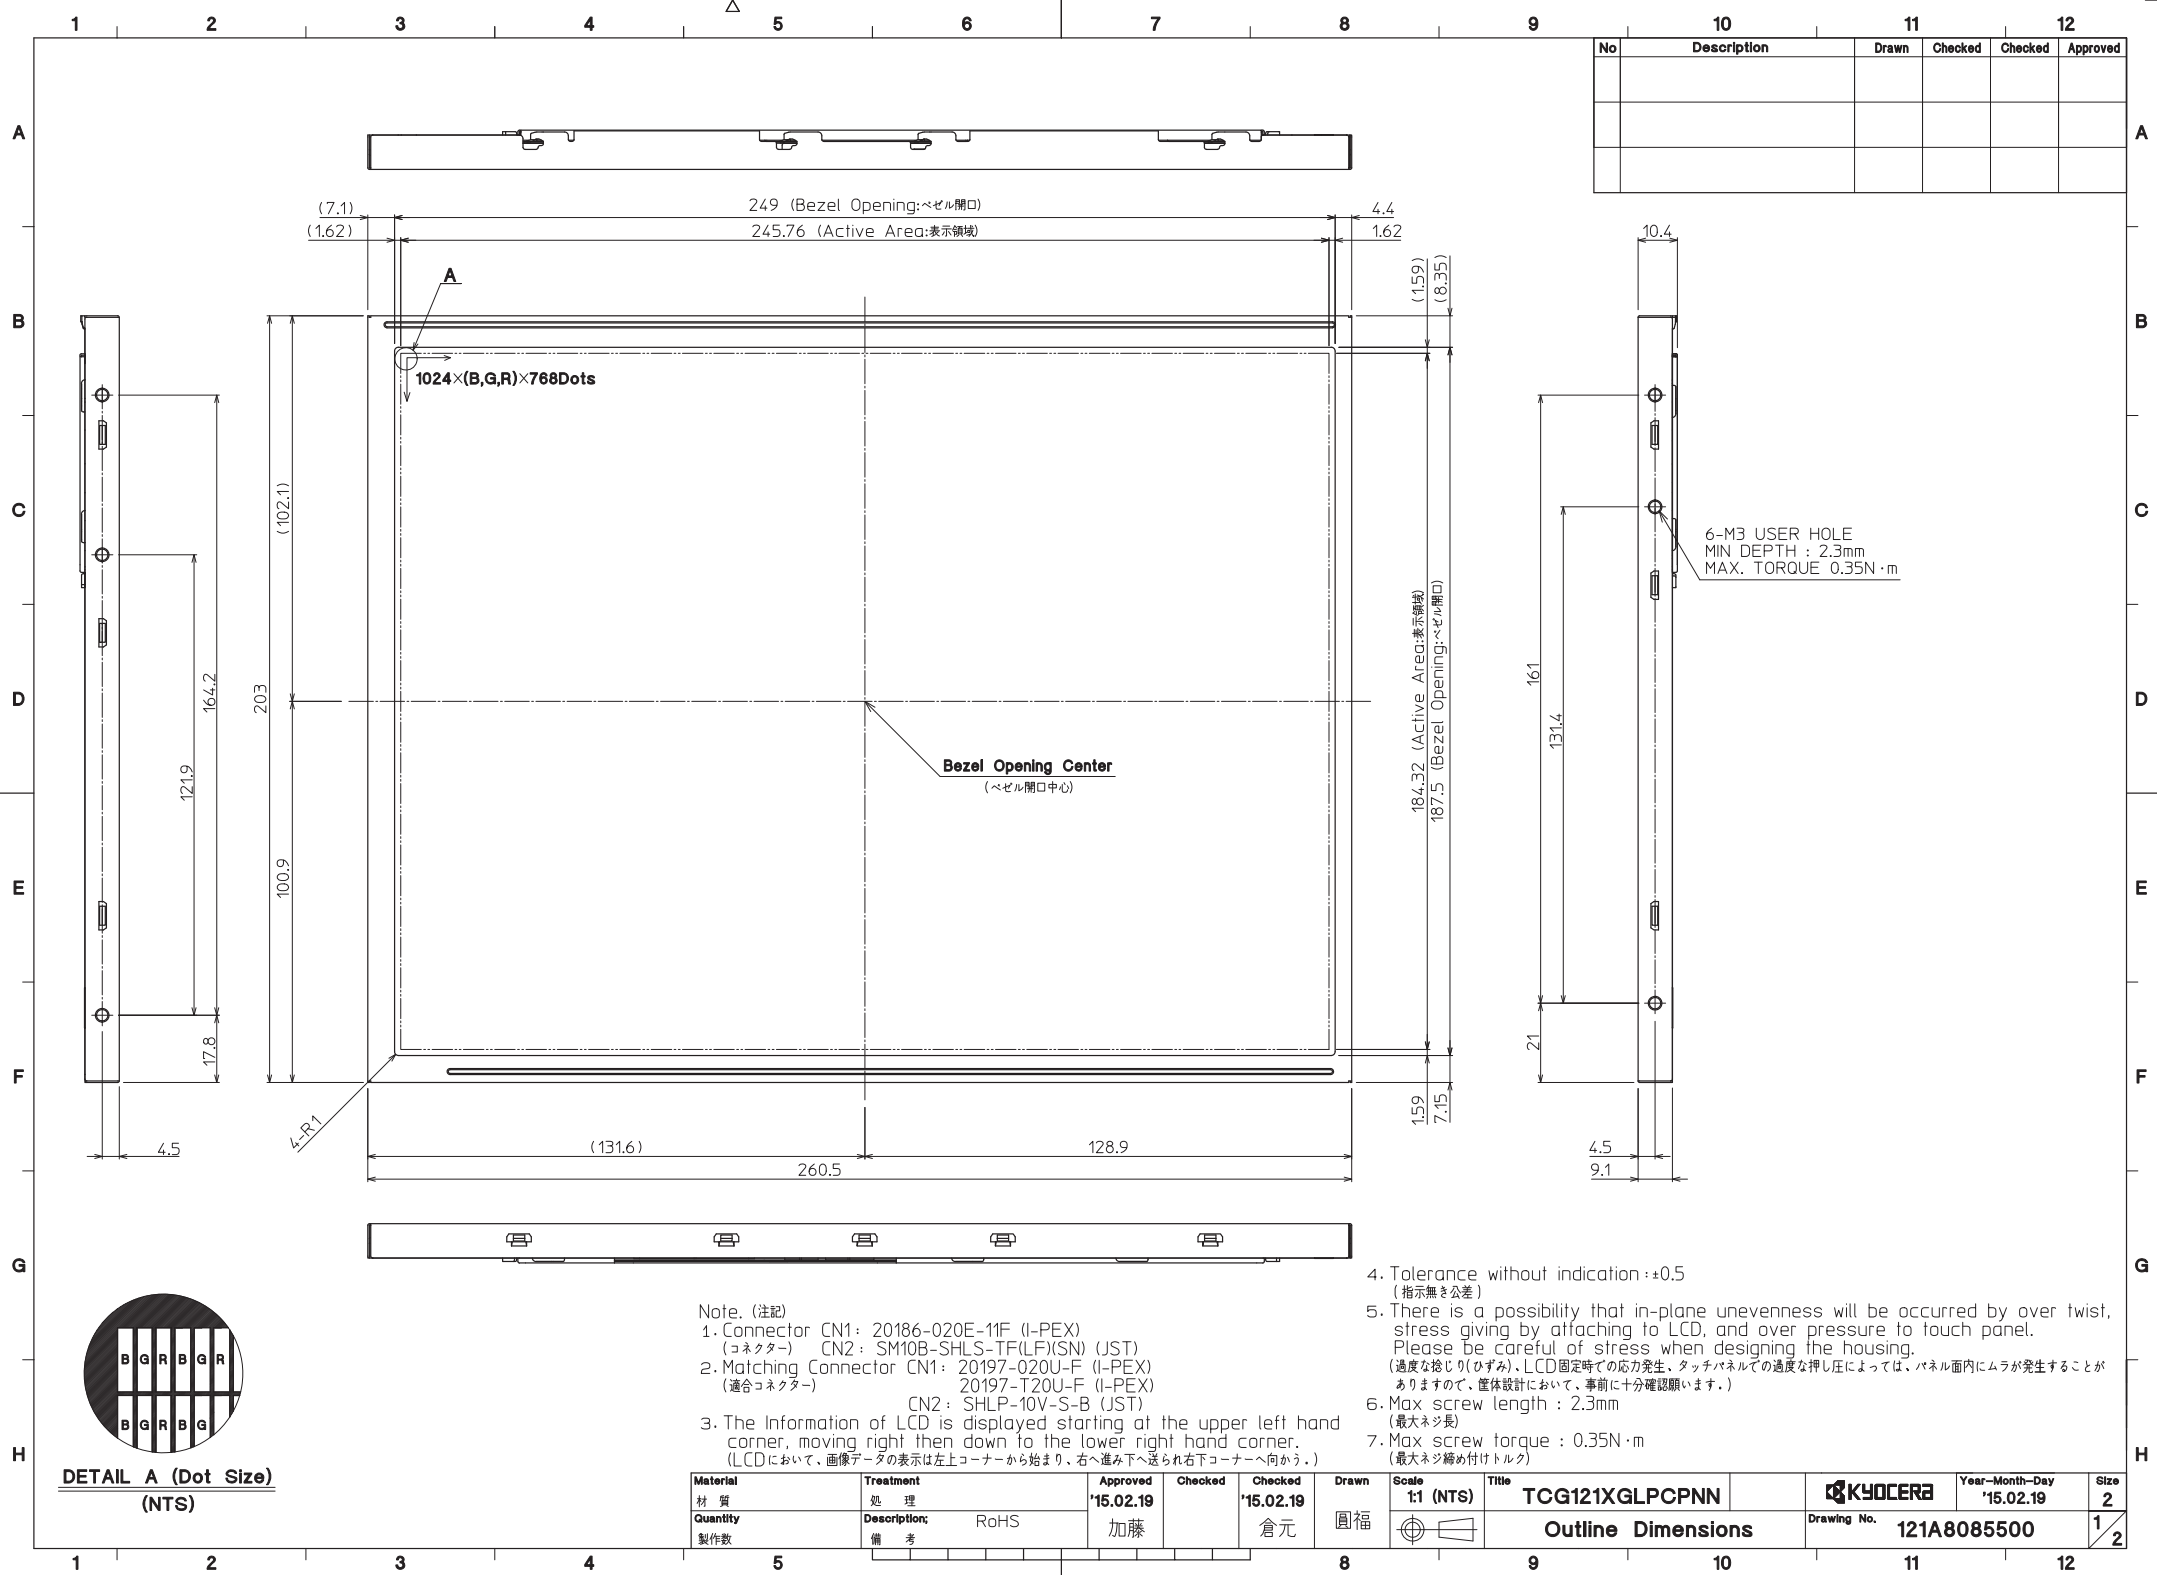 1 2 3 4 5 6 7 8 9 10 11 12
No Description Drawn Checked Checked Approved
A A
(7.1) 249 (Bezel Opening:ベゼル開口) 4.4
(1.62) 245.76 (Active Area:表示領域) 1.62
10.4
A
(1.59)
(8.35)
B B
1024×(B,G,R)×768Dots
C C
(102.1)
6-M3 USER HOLE
MIN DEPTH : 2.3mm
MAX. TORQUE 0.35N·m
184.32 (Active Area:表示領域)
187.5 (Bezel Opening:ベゼル開口)
164.2
203
161
131.4
D D
121.9
Bezel Opening Center
(ベゼル開口中心)
100.9
E E
17.8
21
F F
4-R1
1.59
7.15
4.5
(131.6) 128.9
260.5
4.5
9.1
G G
Note. (注記)
1. Connector CN1: 20186-020E-11F (I-PEX)
(コネクター) CN2: SM10B-SHLS-TF(LF)(SN) (JST)
2. Matching Connector CN1: 20197-020U-F (I-PEX)
(適合コネクター) 20197-T20U-F (I-PEX)
CN2: SHLP-10V-S-B (JST)
3. The Information of LCD is displayed starting at the upper left hand
corner, moving right then down to the lower right hand corner.
(LCDにおいて、画像データの表示は左上コーナーから始まり、右へ進み下へ送られ右下コーナーへ向かう。)
4. Tolerance without indication : ±0.5
(指示無き公差)
5. There is a possibility that in-plane unevenness will be occurred by over twist,
stress giving by attaching to LCD, and over pressure to touch panel.
Please be careful of stress when designing the housing.
(過度な捻じり(ひずみ)、LCD固定時での応力発生、タッチパネルでの過度な押し圧によっては、パネル面内にムラが発生することが
ありますので、筐体設計において、事前に十分確認願います。)
6. Max screw length : 2.3mm
(最大ネジ長)
7. Max screw torque : 0.35N·m
(最大ネジ締め付けトルク)
B G R B G R
B G R B G
DETAIL A (Dot Size)
(NTS)
H H
Material 材 質
Treatment 処 理
Quantity 製作数
Description; 備 考 RoHS
Approved '15.02.19 加藤
Checked
Checked '15.02.19 倉元
Drawn 圓福
Scale 1:1 (NTS)
Title TCG121XGLPCPNN
Outline Dimensions
KYOCERA
Year-Month-Day '15.02.19
Size 2
Drawing No. 121A8085500
1/2
1 2 3 4 5 8 9 10 11 12